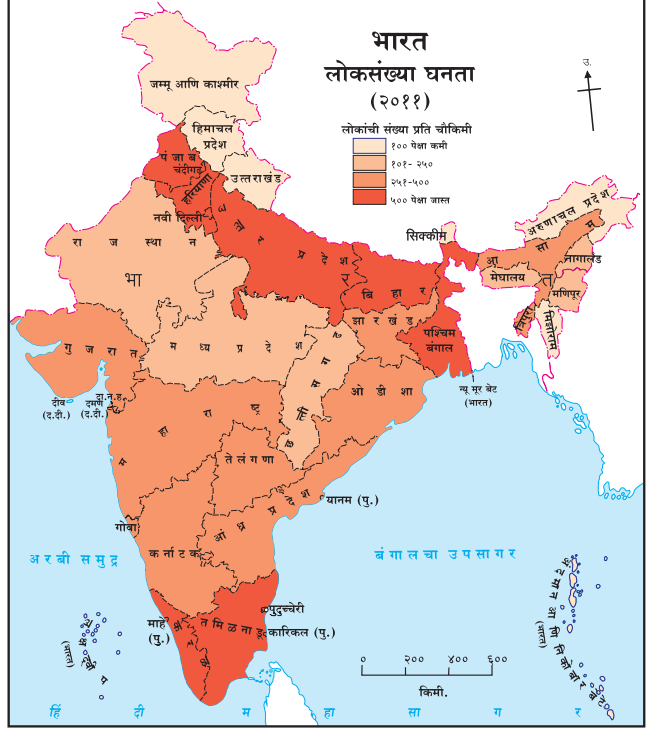 भारत
लोकसंख्या घनता
(२०११)
उ.
लोकांची संख्या प्रति चौकिमी
१०० पेक्षा कमी
१०१- २५०
२५१-५००
५०० पेक्षा जास्त
जम्मू आणि काश्मीर
हिमाचल
प्रदेश
पंजाब
चंदीगढ
उत्तराखंड
हरियाणा
नवी दिल्ली
उत्तर प्रदेश
राजस्थान
भारत
सिक्कीम
अरुणाचल प्रदेश
आसाम
नागालँड
मेघालय
मणिपूर
त्रिपुरा
मिझोराम
बिहार
झारखंड
पश्चिम
बंगाल
गुजरात
मध्य प्रदेश
छत्तीसगढ
ओडीशा
न्यू मूर बेट
(भारत)
दीव
(द.दी.)
दमण
(द.दी.)
दा.न.ह.
महाराष्ट्र
तेलंगणा
आंध्र प्रदेश
यानम (पु.)
गोवा
कर्नाटक
अरबी समुद्र
बंगालचा उपसागर
माहे
(पु.)
केरळ
तमिळनाडू
पुदुच्चेरी
कारिकल (पु.)
लक्षद्वीप
(भारत)
अंदमान आणि निकोबार बेटे
(भारत)
० २०० ४०० ६००
किमी.
हिंदी महासागर